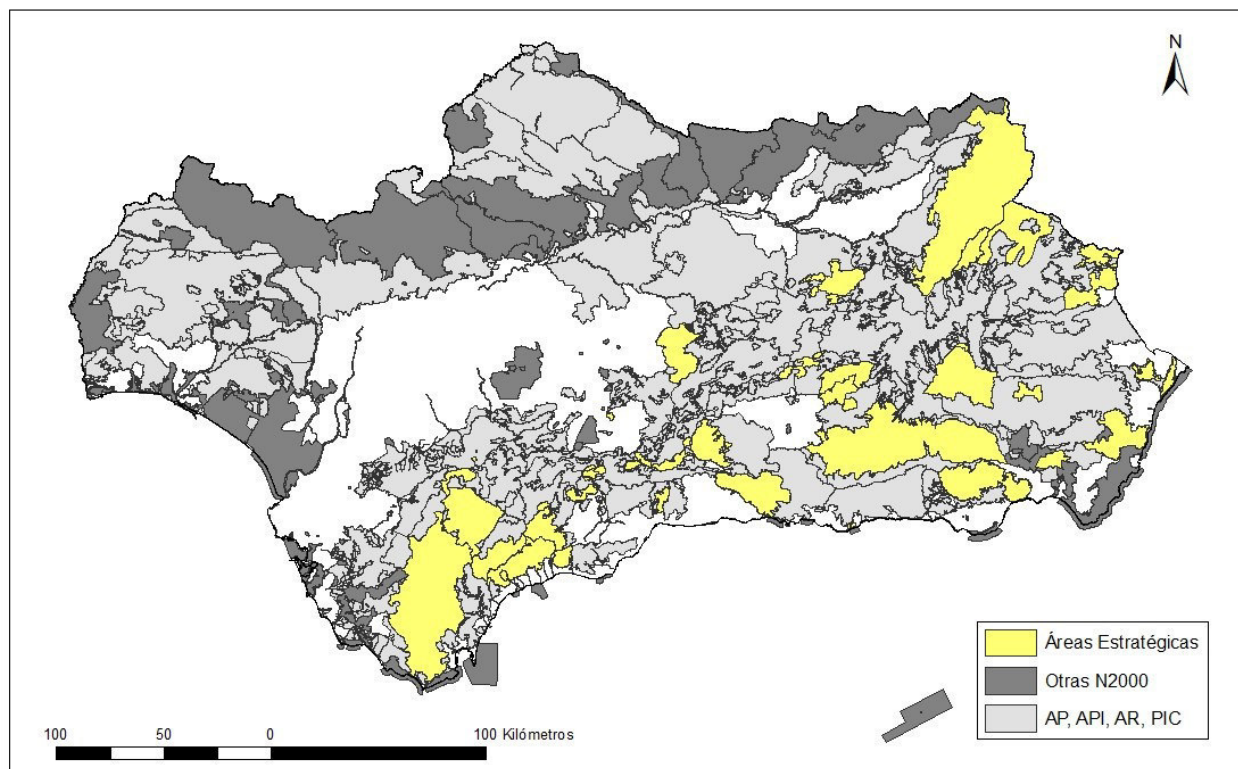 N
Áreas Estratégicas
Otras N2000
AP, API, AR, PIC
100 50 0 100 Kilómetros